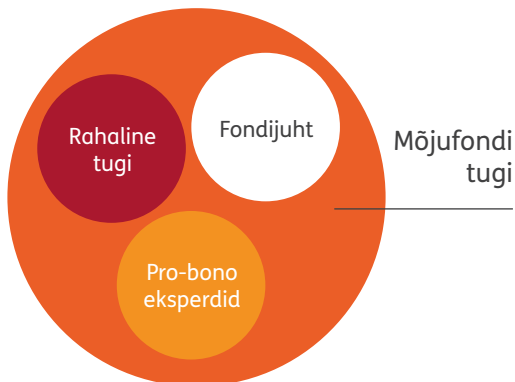 Rahaline
tugi
Fondijuht
Mõjufondi
tugi
Pro-bono
eksperdid